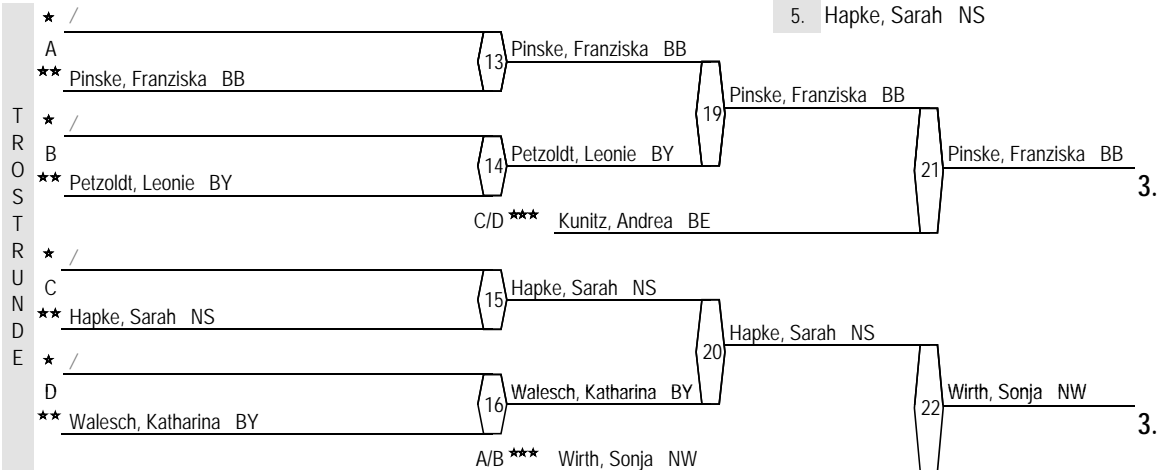 ★ /
5. Hapke, Sarah NS
A
13 Pinske, Franziska BB
★★ Pinske, Franziska BB
19 Pinske, Franziska BB
★ /
B
14 Petzoldt, Leonie BY
21 Pinske, Franziska BB
3.
★★ Petzoldt, Leonie BY
C/D ★★★ Kunitz, Andrea BE
TROSTRUNDE
★ /
C
15 Hapke, Sarah NS
★★ Hapke, Sarah NS
20 Hapke, Sarah NS
★ /
D
16 Walesch, Katharina BY
22 Wirth, Sonja NW
3.
★★ Walesch, Katharina BY
A/B ★★★ Wirth, Sonja NW